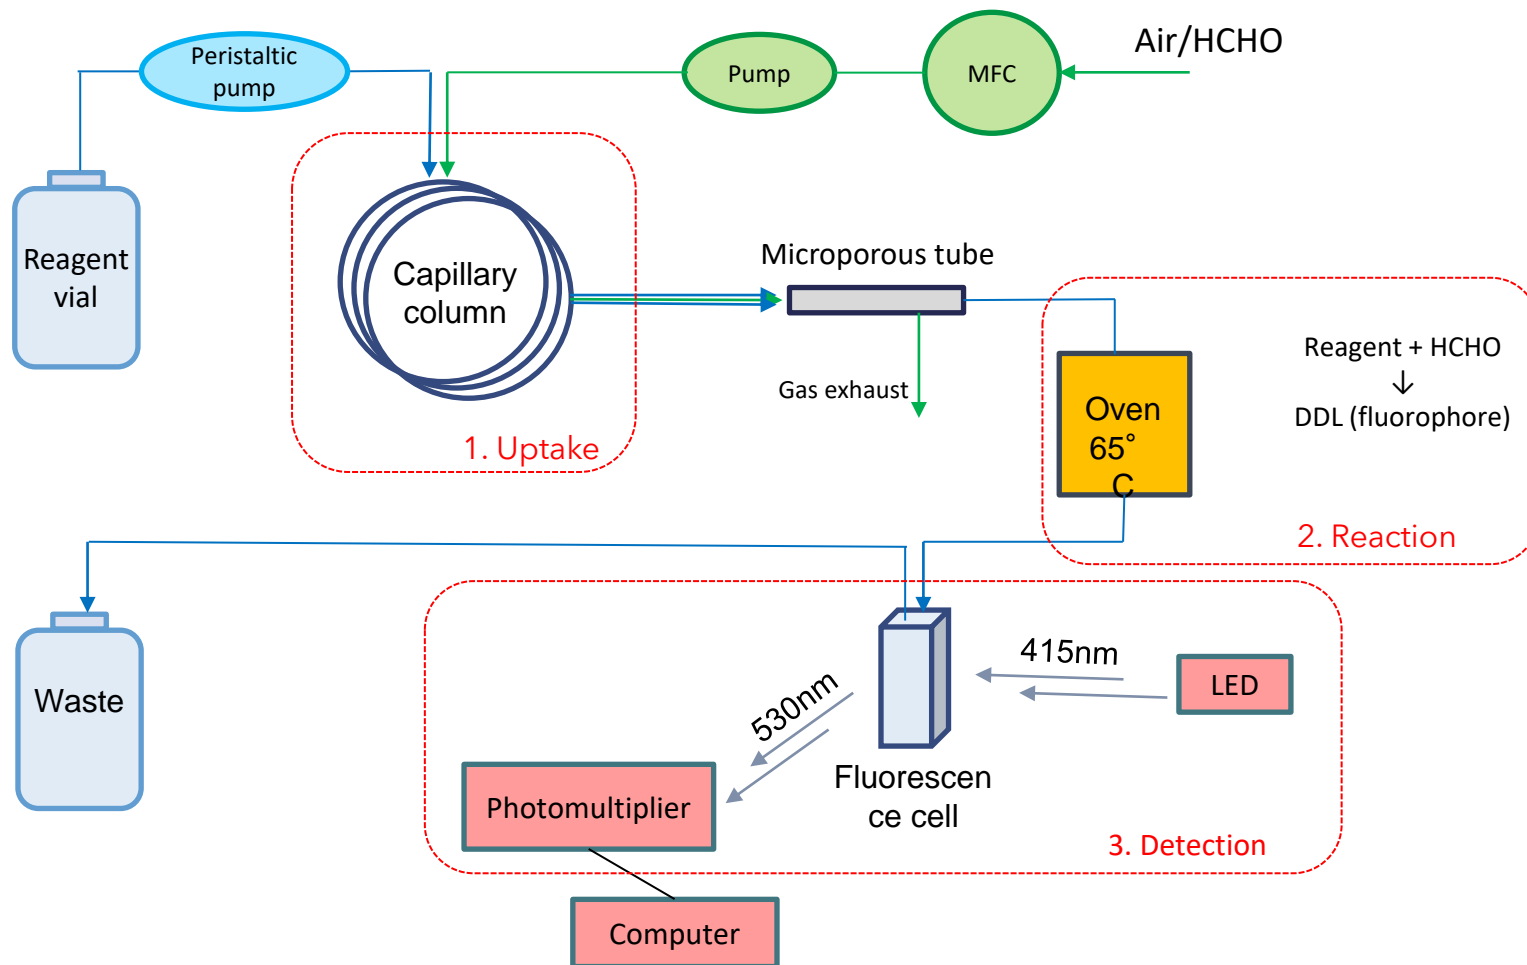 Air/HCHO
Peristaltic
pump
Pump
MFC
Reagent
vial
Capillary
column
Microporous tube
Gas exhaust
1. Uptake
Reagent + HCHO
↓
DDL (fluorophore)
Oven
65°
C
2. Reaction
Waste
415nm
LED
530nm
Fluorescen
ce cell
Photomultiplier
3. Detection
Computer